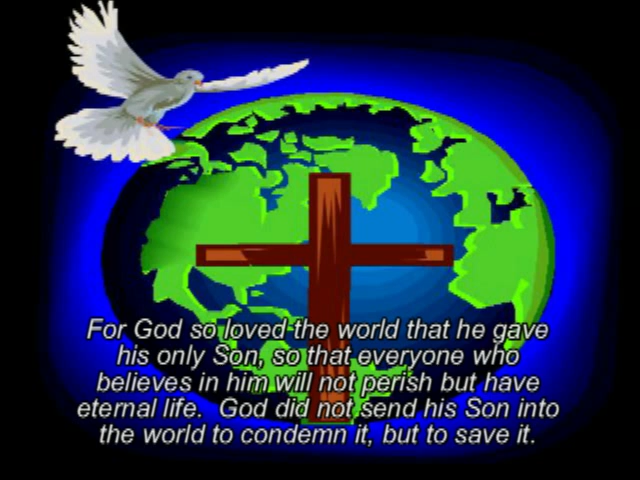 For God so loved the world that he gave
his only Son, so that everyone who
believes in him will not perish but have
eternal life.  God did not send his Son into
the world to condemn it, but to save it.